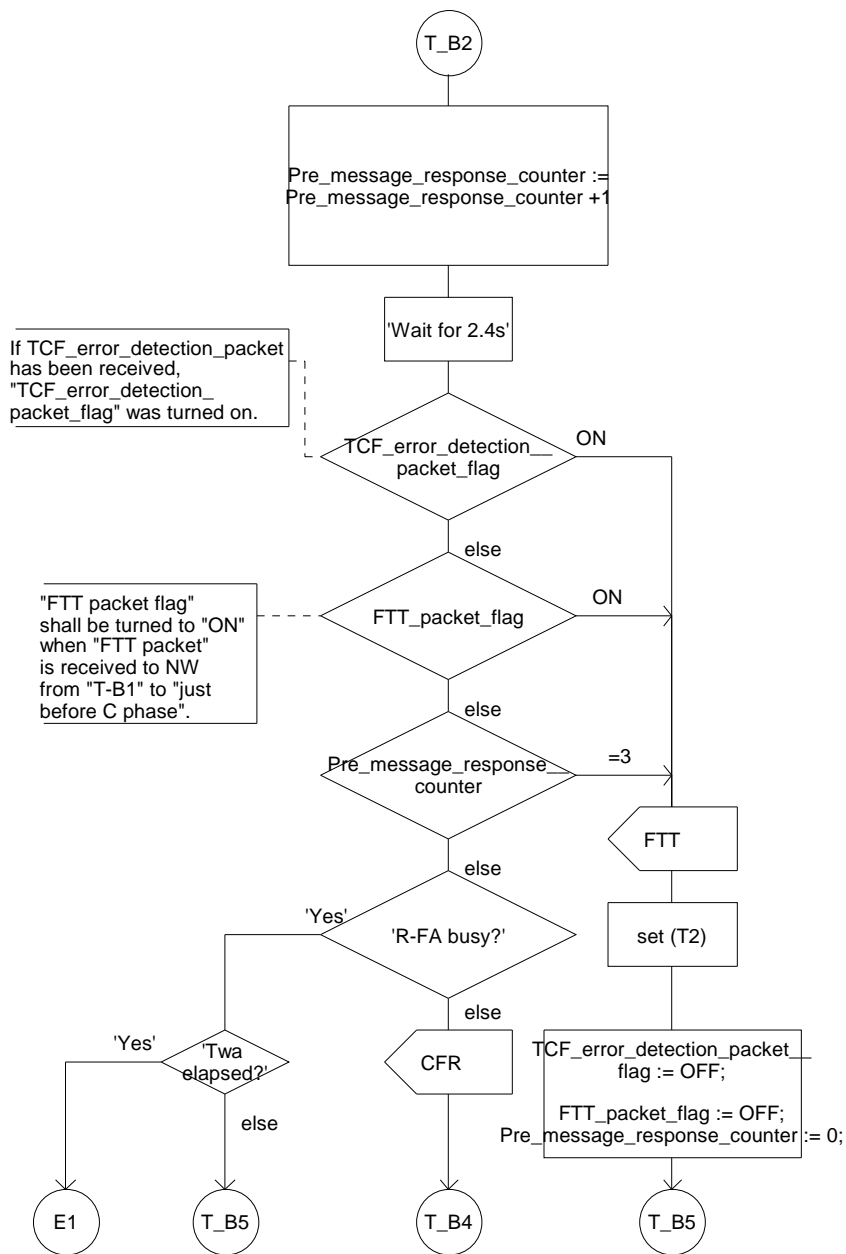 T_B2
Pre_message_response_counter :=
Pre_message_response_counter +1
'Wait for 2.4s'
If TCF_error_detection_packet
has been received,
"TCF_error_detection_
packet_flag" was turned on.
TCF_error_detection__
packet_flag
ON
else
"FTT packet flag"
shall be turned to "ON"
when "FTT packet"
is received to NW
from "T-B1" to "just
before C phase".
FTT_packet_flag
ON
else
Pre_message_response__
counter
=3
else
FTT
'R-FA busy?'
'Yes'
else
set (T2)
'Twa
elapsed?'
'Yes'
else
CFR
TCF_error_detection_packet__
flag := OFF;
FTT_packet_flag := OFF;
Pre_message_response_counter := 0;
E1
T_B5
T_B4
T_B5